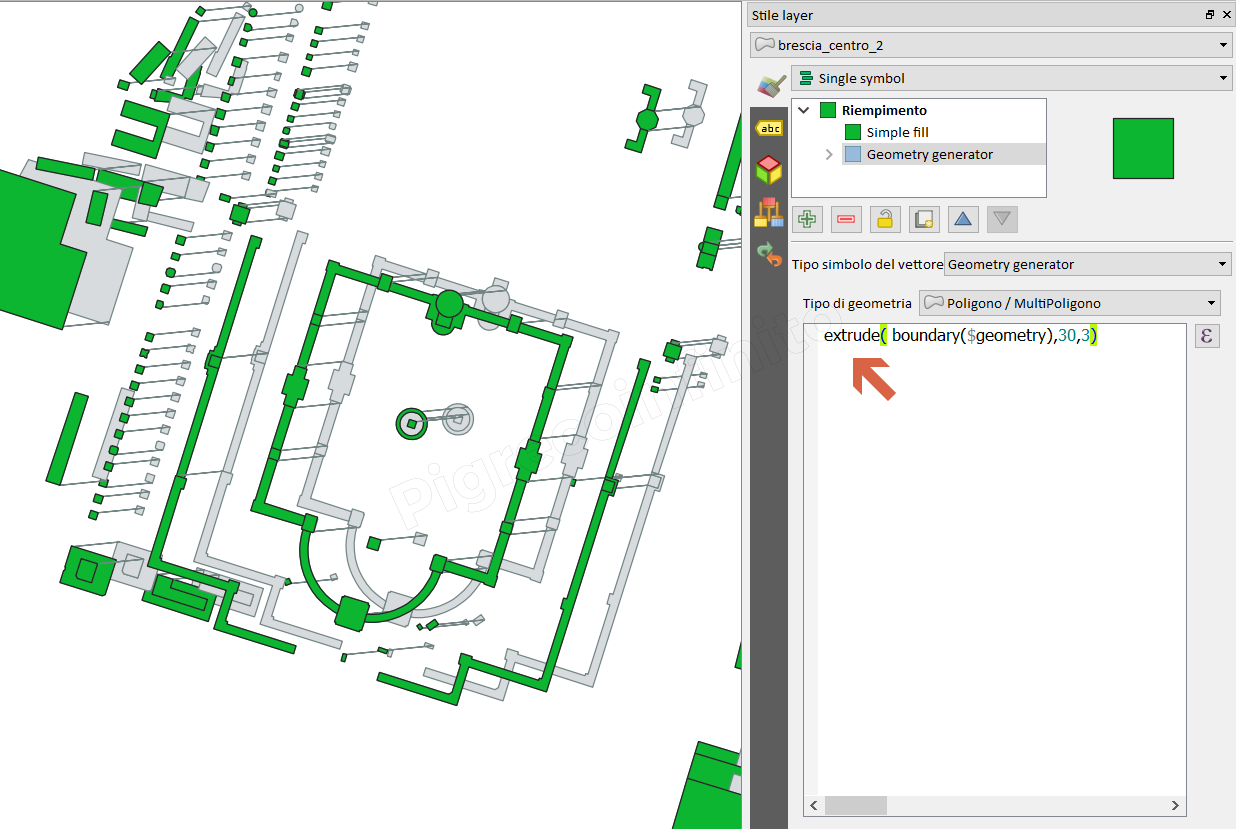 Stile layer
brescia_centro_2
Single symbol
abc
Riempimento
Simple fill
Geometry generator
Tipo simbolo del vettore Geometry generator
Tipo di geometria Poligono / MultiPoligono
extrude( boundary($geometry),30,3)
ε
Pigrecoinfinito